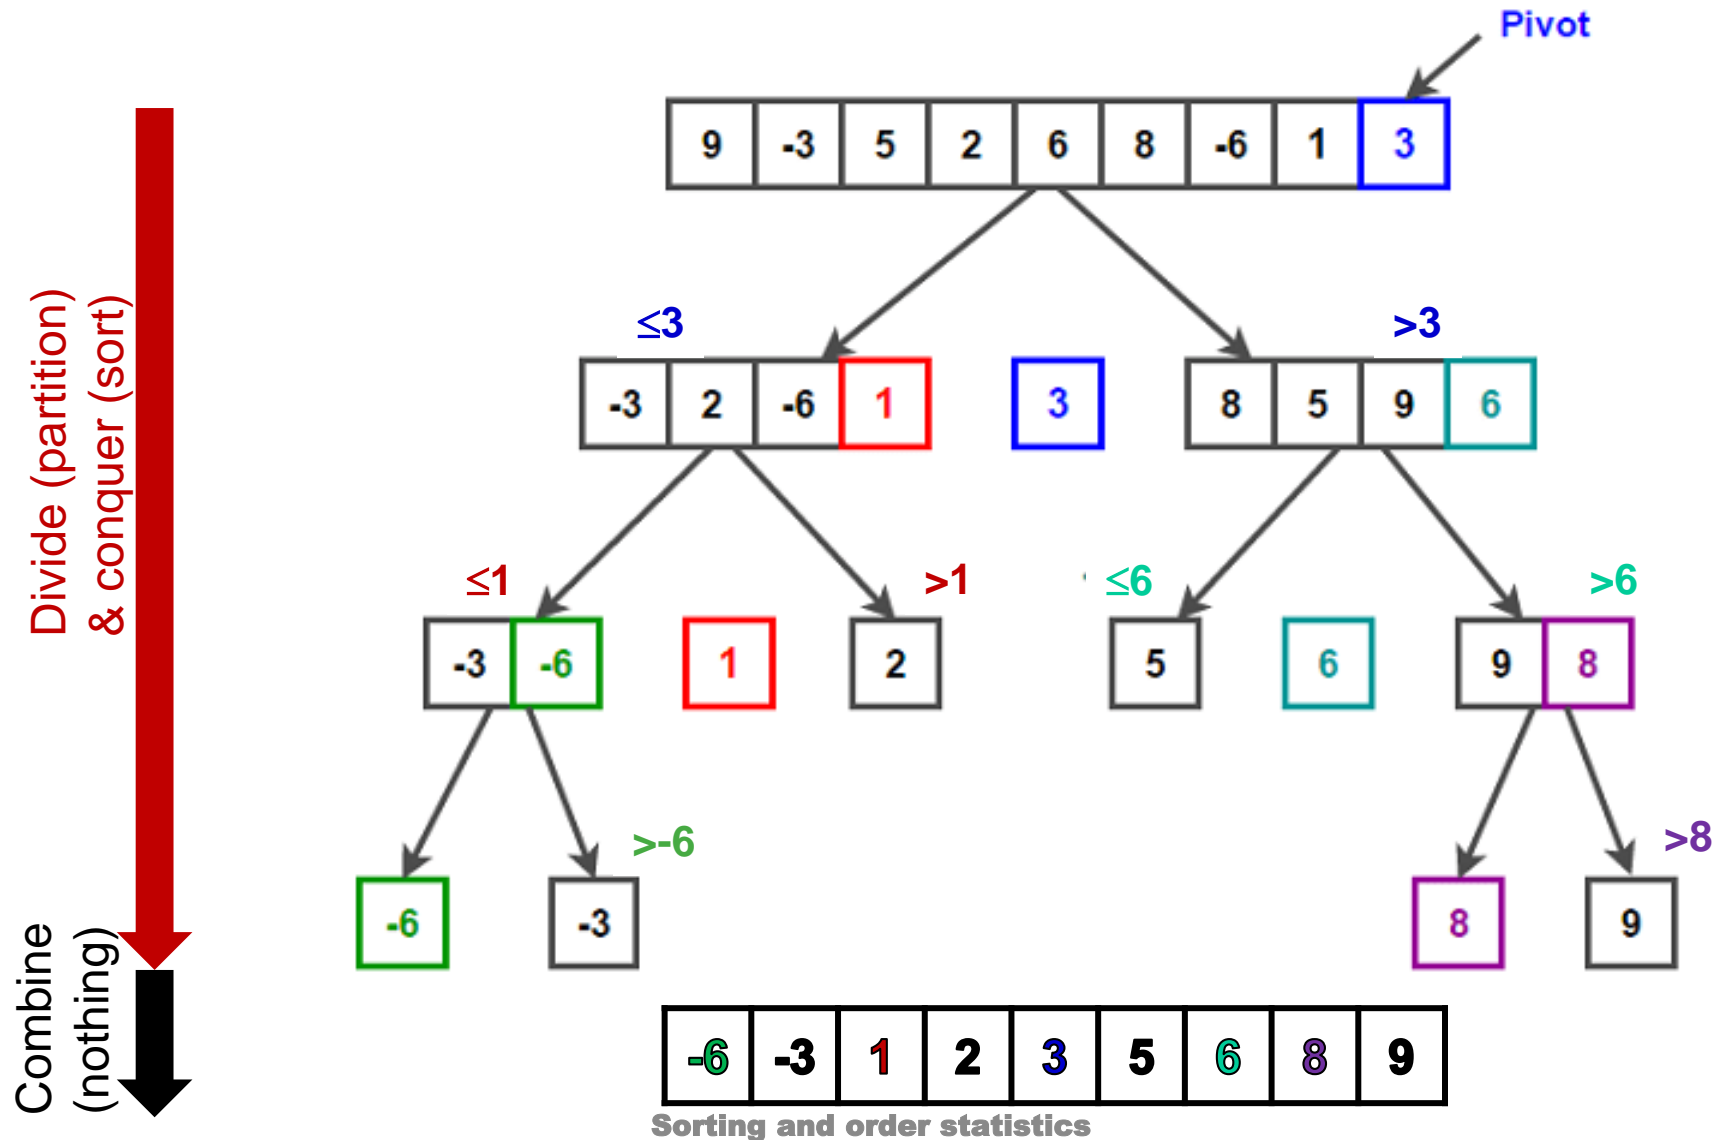 Pivot
9 -3 5 2 6 8 -6 1 3
≤3 >3
-3 2 -6 1 3 8 5 9 6
≤1 >1 ≤6 >6
-3 -6 1 2 5 6 9 8
>-6 >8
-6 -3 8 9
-6 -3 1 2 3 5 6 8 9
Divide (partition)
& conquer (sort)
Combine
(nothing)
Sorting and order statistics